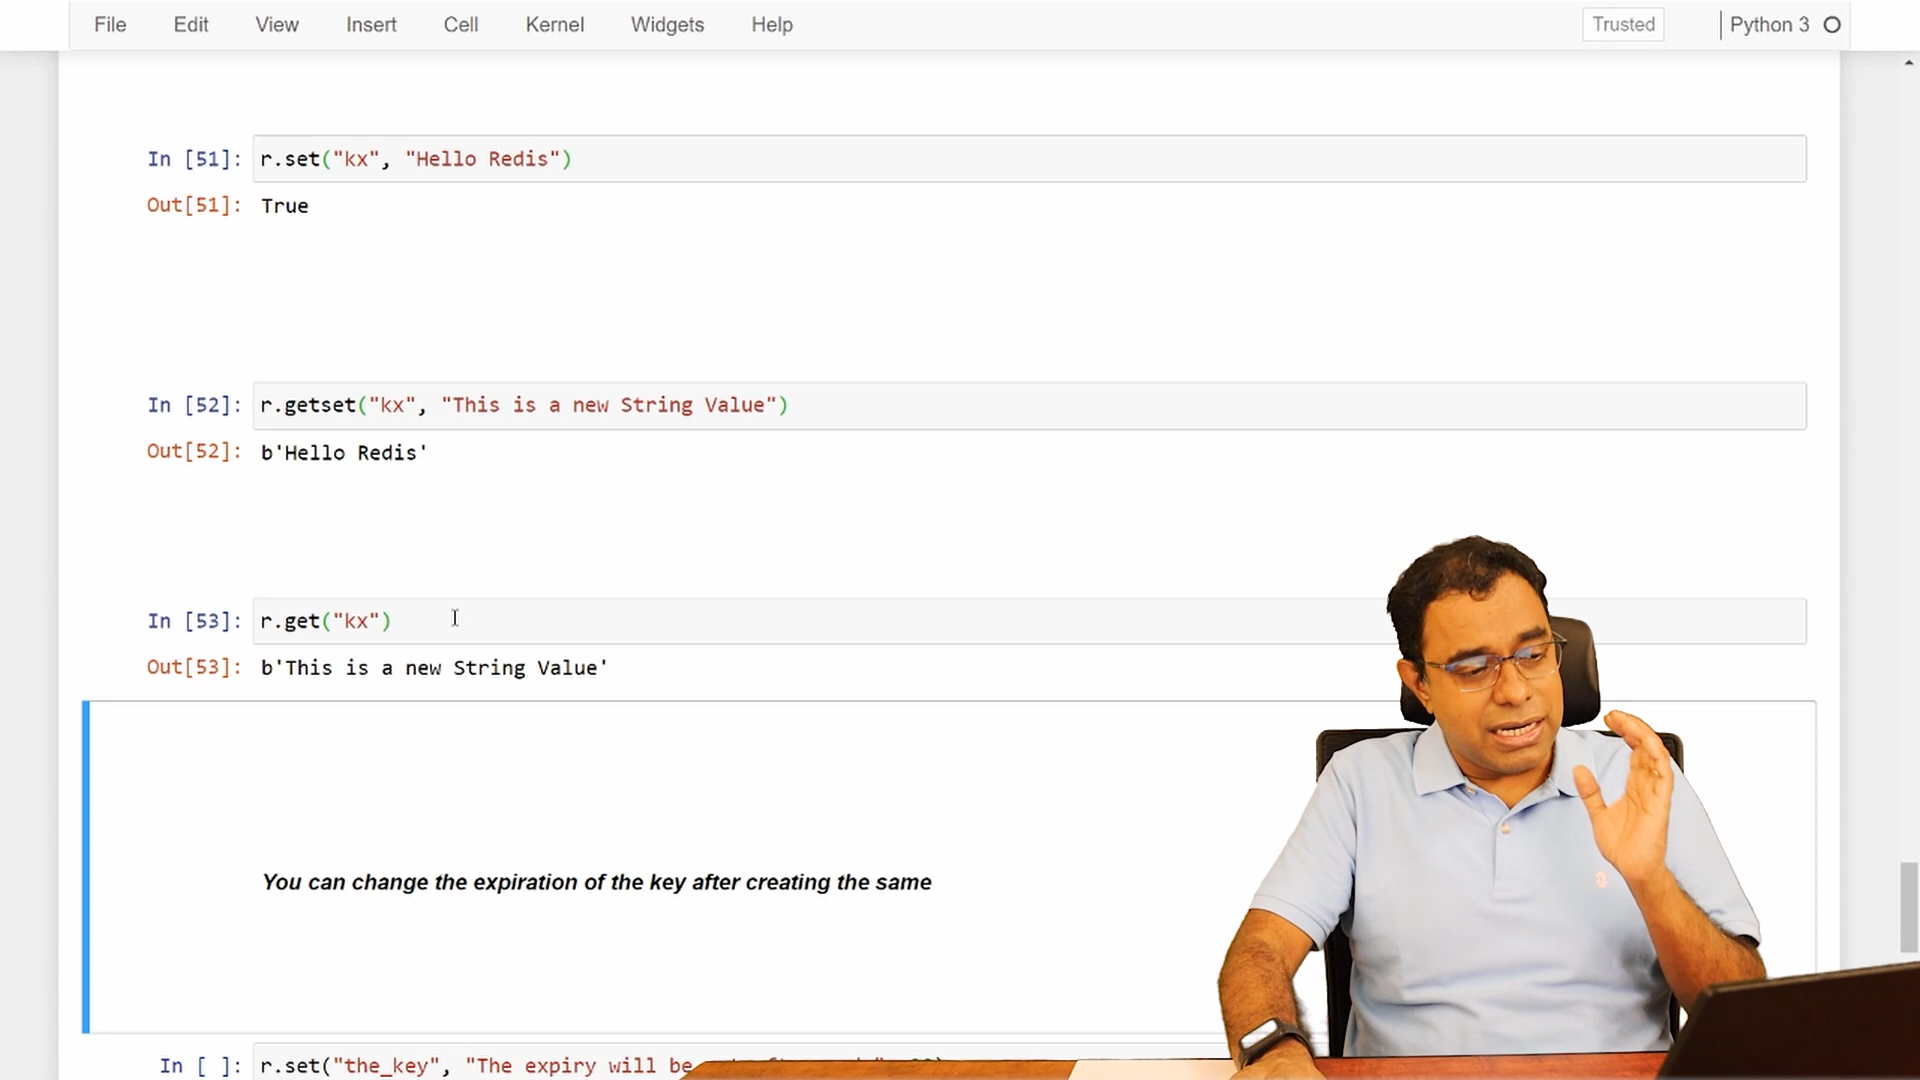 File Edit View Insert Cell Kernel Widgets Help Trusted Python 3
In [51]: r.set("kx", "Hello Redis")
Out[51]: True
In [52]: r.getset("kx", "This is a new String Value")
Out[52]: b'Hello Redis'
In [53]: r.get("kx")
Out[53]: b'This is a new String Value'
You can change the expiration of the key after creating the same
In [ ]: r.set("the_key", "The expiry will be